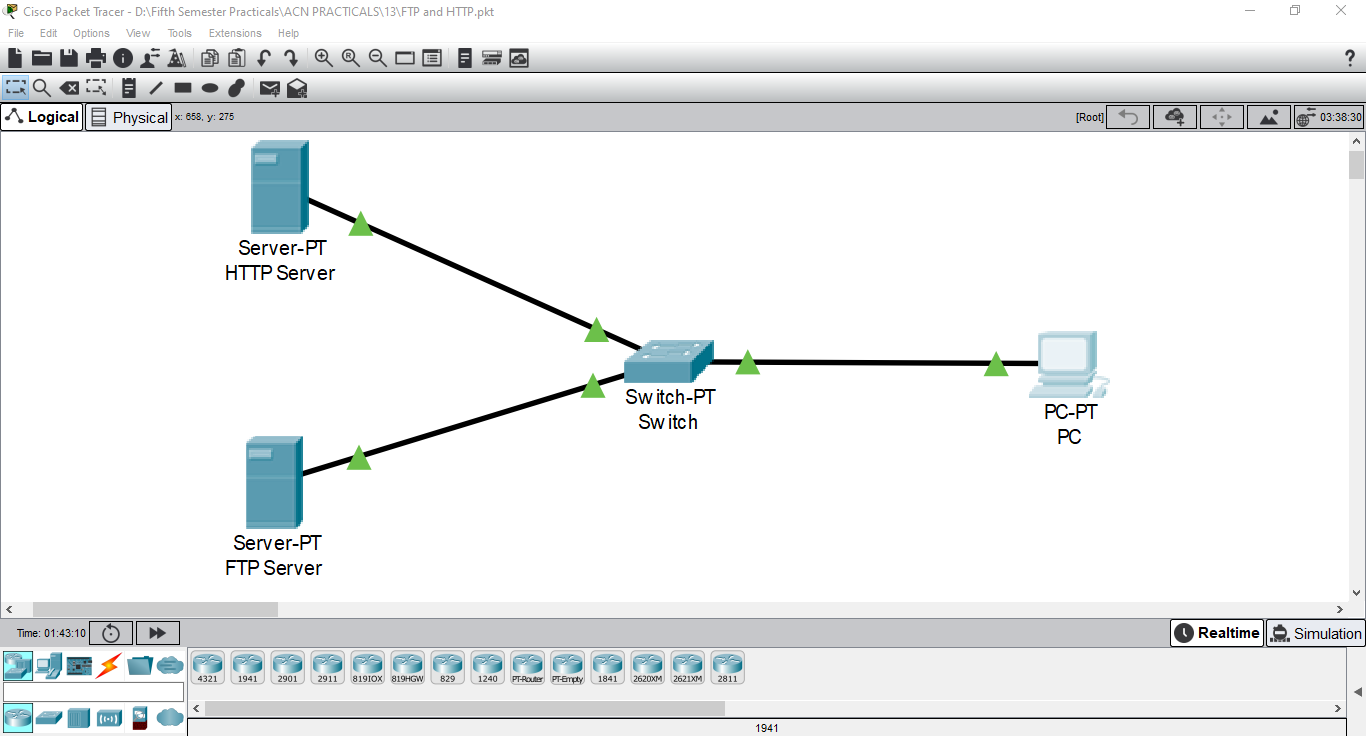 Cisco Packet Tracer - D:\Fifth Semester Practicals\ACN PRACTICALS\13\FTP and HTTP.pkt
File Edit Options View Tools Extensions Help
?
Logical Physical x: 658, y: 275 [Root] 03:38:30
Server-PT
HTTP Server
Switch-PT
Switch
PC-PT
PC
Server-PT
FTP Server
Time: 01:43:10 Realtime Simulation
4321 1941 2901 2911 819IOX 819HGW 829 1240 PT-Router PT-Empty 1841 2620XM 2621XM 2811
1941